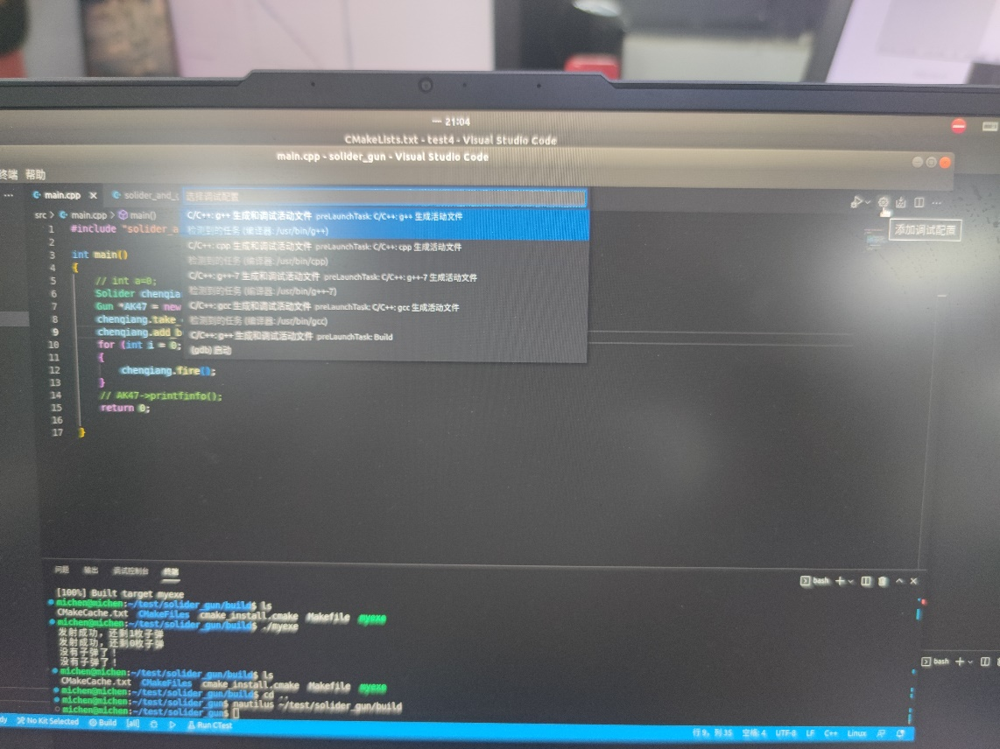 21:04
CMakeLists.txt - test4 - Visual Studio Code
main.cpp - solider_gun - Visual Studio Code
终端 帮助
main.cpp solider_and_
选择调试配置
src > main.cpp > main()
添加调试配置
C/C++: g++ 生成和调试活动文件 preLaunchTask: C/C++: g++ 生成活动文件
检测到的任务 (编译器: /usr/bin/g++)
C/C++: cpp 生成和调试活动文件 preLaunchTask: C/C++: cpp 生成活动文件
检测到的任务 (编译器: /usr/bin/cpp)
C/C++: g++-7 生成和调试活动文件 preLaunchTask: C/C++: g++-7 生成活动文件
检测到的任务 (编译器: /usr/bin/g++-7)
C/C++: gcc 生成和调试活动文件 preLaunchTask: C/C++: gcc 生成活动文件
检测到的任务 (编译器: /usr/bin/gcc)
C/C++: g++ 生成和调试活动文件 preLaunchTask: Build
(gdb) 启动
1 #include "solider_a
2
3 int main()
4 {
5 // int a=0;
6 Solider chenqia
7 Gun *AK47 = new
8 chenqiang.take_
9 chenqiang.add_b
10 for (int i = 0;
11 {
12 chenqiang.fire();
13 }
14 // AK47->printfinfo();
15 return 0;
16
17 }
问题 输出 调试控制台 终端
bash
[100%] Built target myexe
michen@michen:~/test/solider_gun/build$ ls
CMakeCache.txt CMakeFiles cmake_install.cmake Makefile myexe
michen@michen:~/test/solider_gun/build$ ./myexe
发射成功，还剩1枚子弹
发射成功，还剩0枚子弹
没有子弹了！
没有子弹了！
michen@michen:~/test/solider_gun/build$ ls
CMakeCache.txt CMakeFiles cmake_install.cmake Makefile myexe
michen@michen:~/test/solider_gun/build$ cd ..
michen@michen:~/test/solider_gun$ nautilus ~/test/solider_gun/build
michen@michen:~/test/solider_gun$
bash
dy No Kit Selected Build [all] Run CTest
行 9，列 35 空格: 4 UTF-8 LF C++ Linux